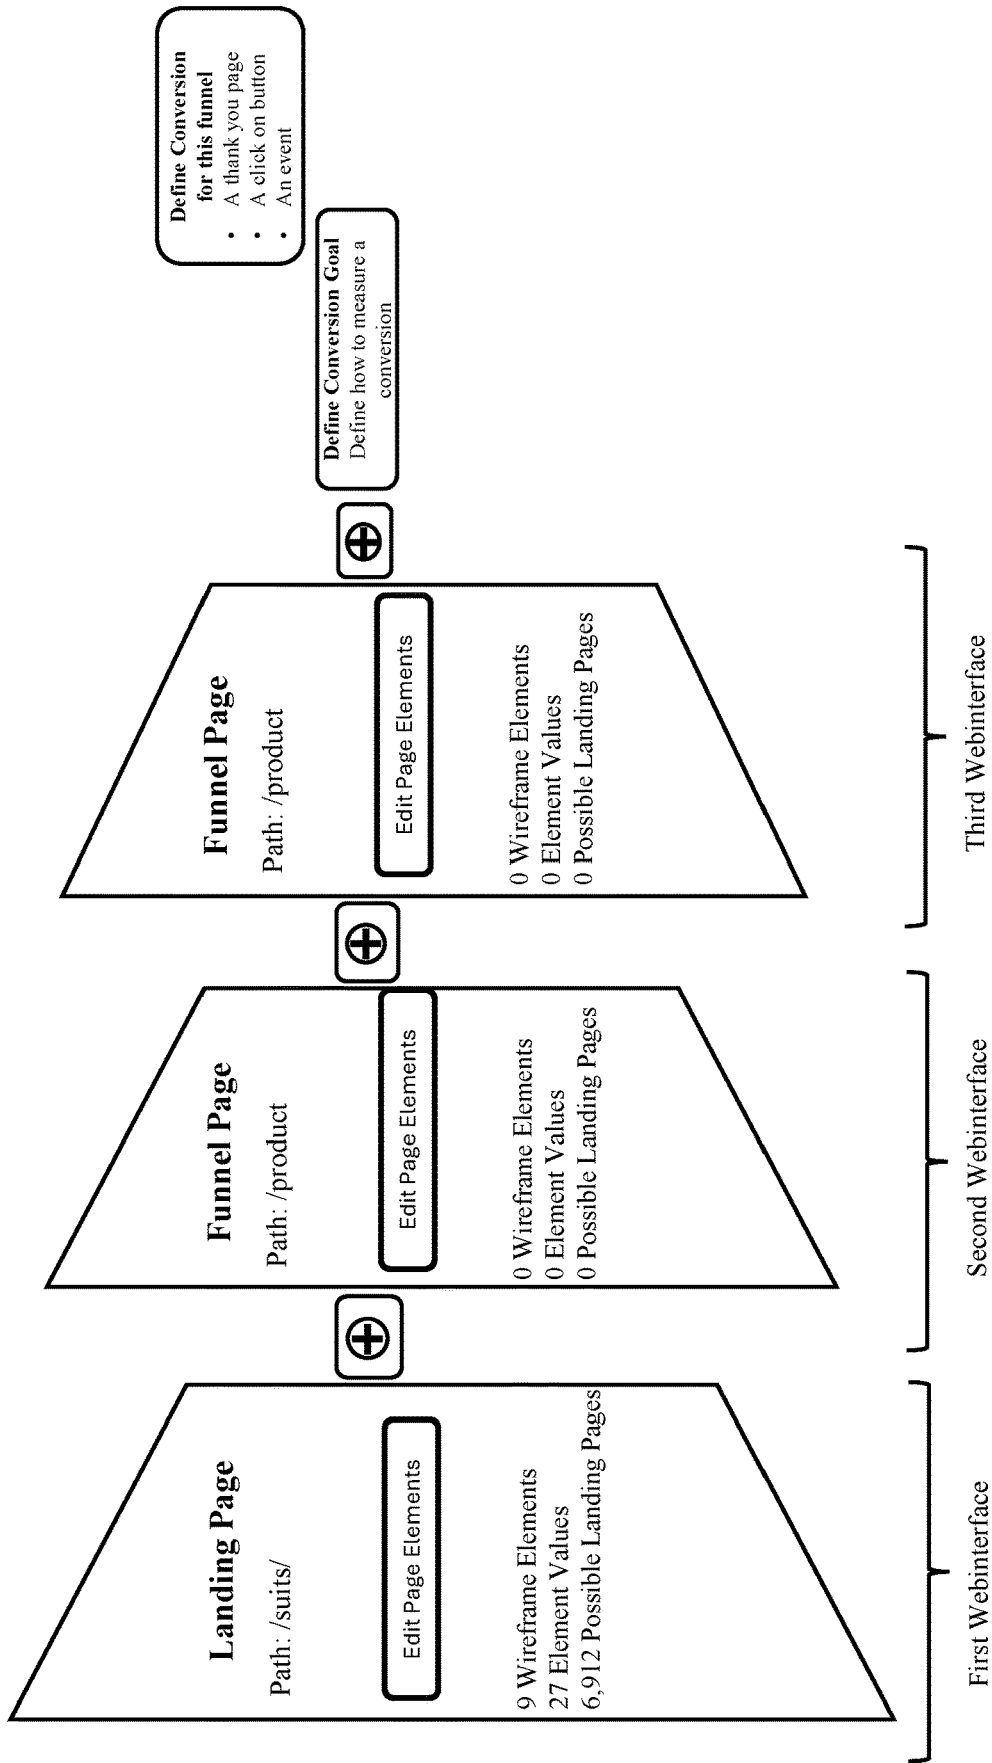 Landing Page
Path: /suits/
Edit Page Elements
9 Wireframe Elements
27 Element Values
6,912 Possible Landing Pages
First Webinterface
Funnel Page
Path: /product
Edit Page Elements
0 Wireframe Elements
0 Element Values
0 Possible Landing Pages
Second Webinterface
Funnel Page
Path: /product
Edit Page Elements
0 Wireframe Elements
0 Element Values
0 Possible Landing Pages
Third Webinterface
Define Conversion Goal
Define how to measure a
conversion
Define Conversion
for this funnel
• A thank you page
• A click on button
• An event